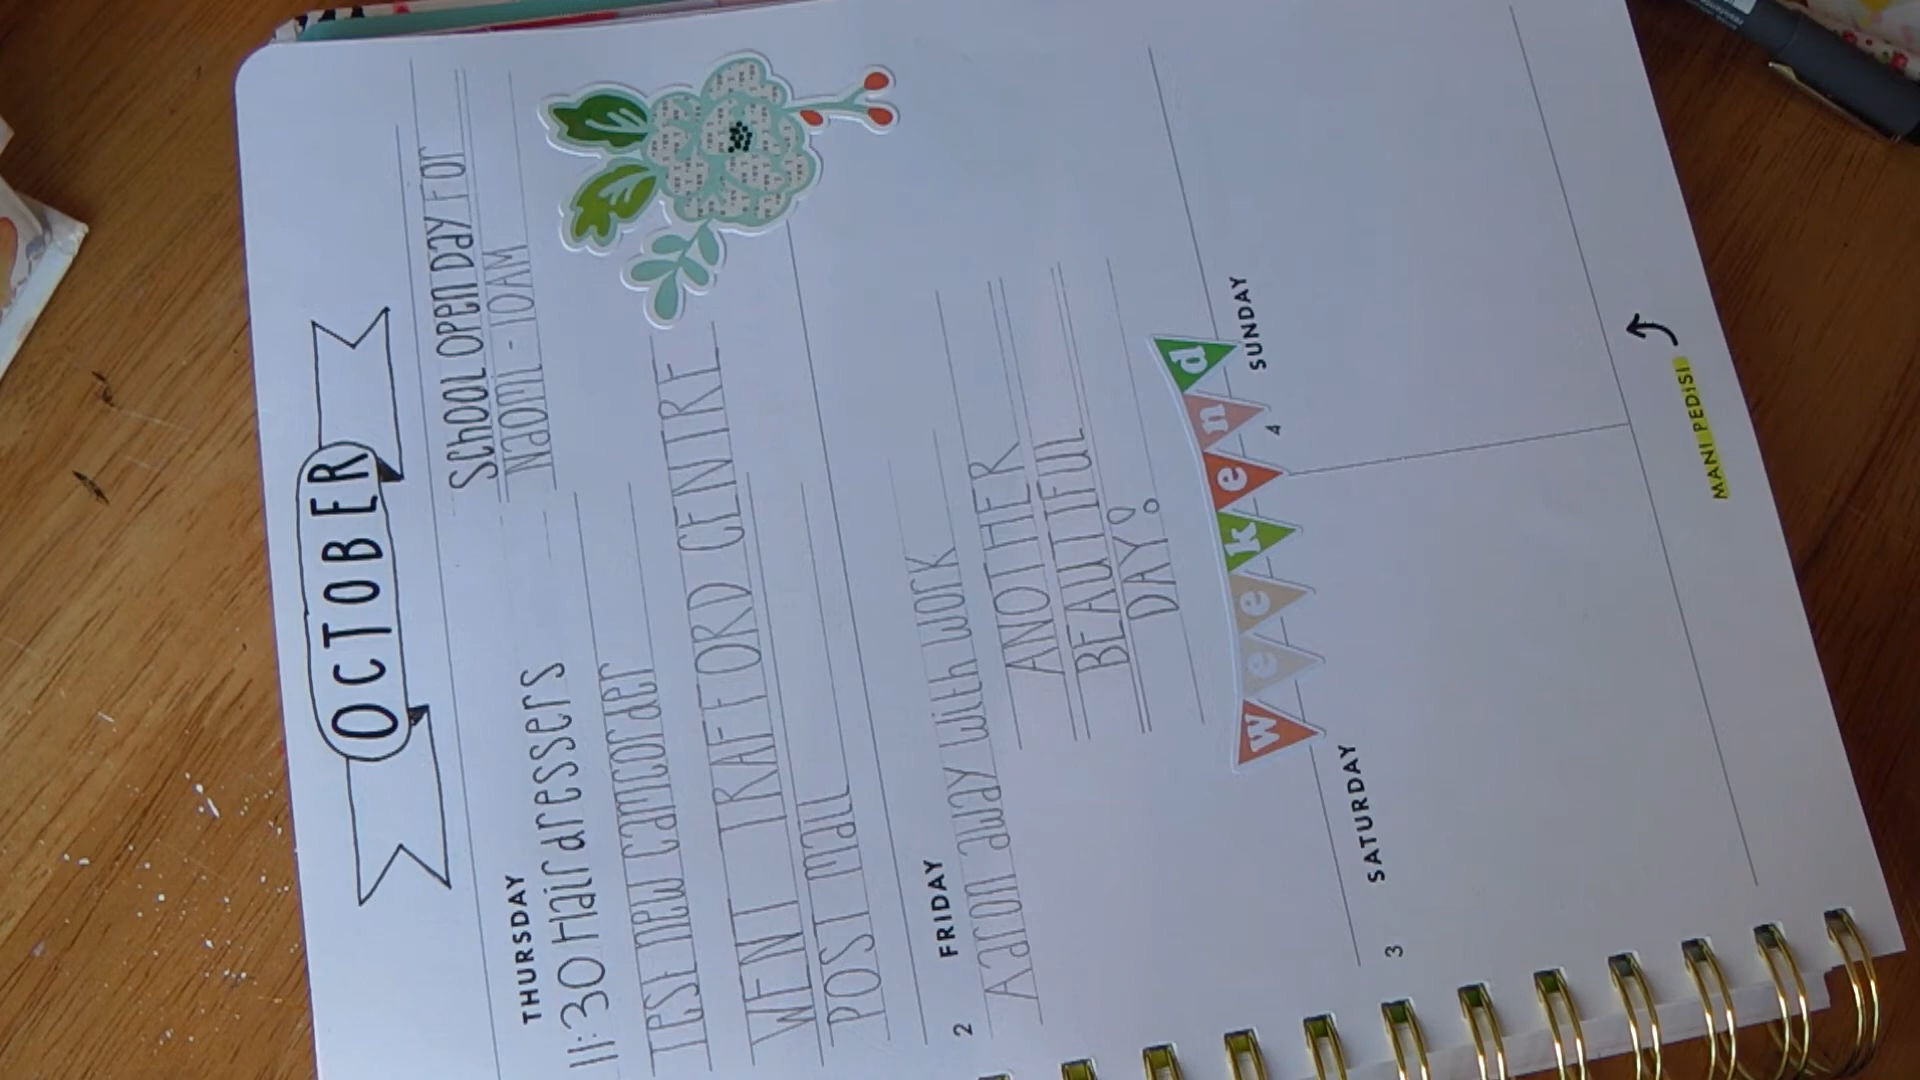 OCTOBER
THURSDAY
11:30 Hairdressers
School open day for
Naomi - 10AM
Test new camcorder
WENT TRAFFORD CENTRE
POST Mail
2 FRIDAY
Aaron away with work
ANOTHER
BEAUTIFUL
DAY!
weekend
3 SATURDAY
4 SUNDAY
MANI PEDIS!